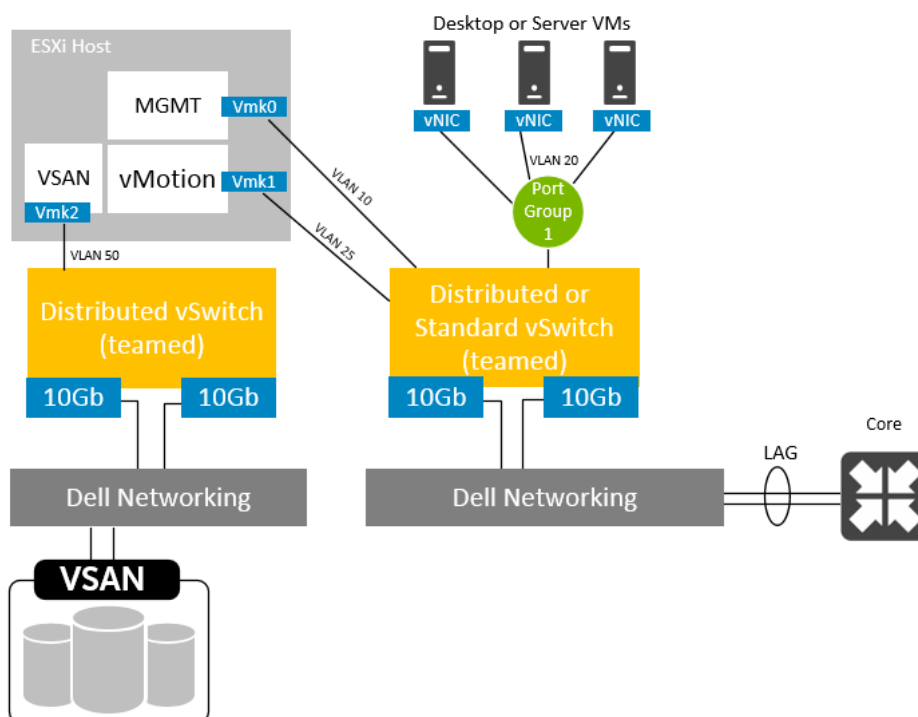 ESXi Host
Desktop or Server VMs
MGMT
Vmk0
vNIC
vNIC
vNIC
VSAN
vMotion
Vmk1
VLAN 20
VLAN 10
Vmk2
Port
Group
1
VLAN 50
VLAN 25
Distributed vSwitch
(teamed)
Distributed or
Standard vSwitch
(teamed)
10Gb
10Gb
10Gb
10Gb
Core
LAG
Dell Networking
Dell Networking
VSAN